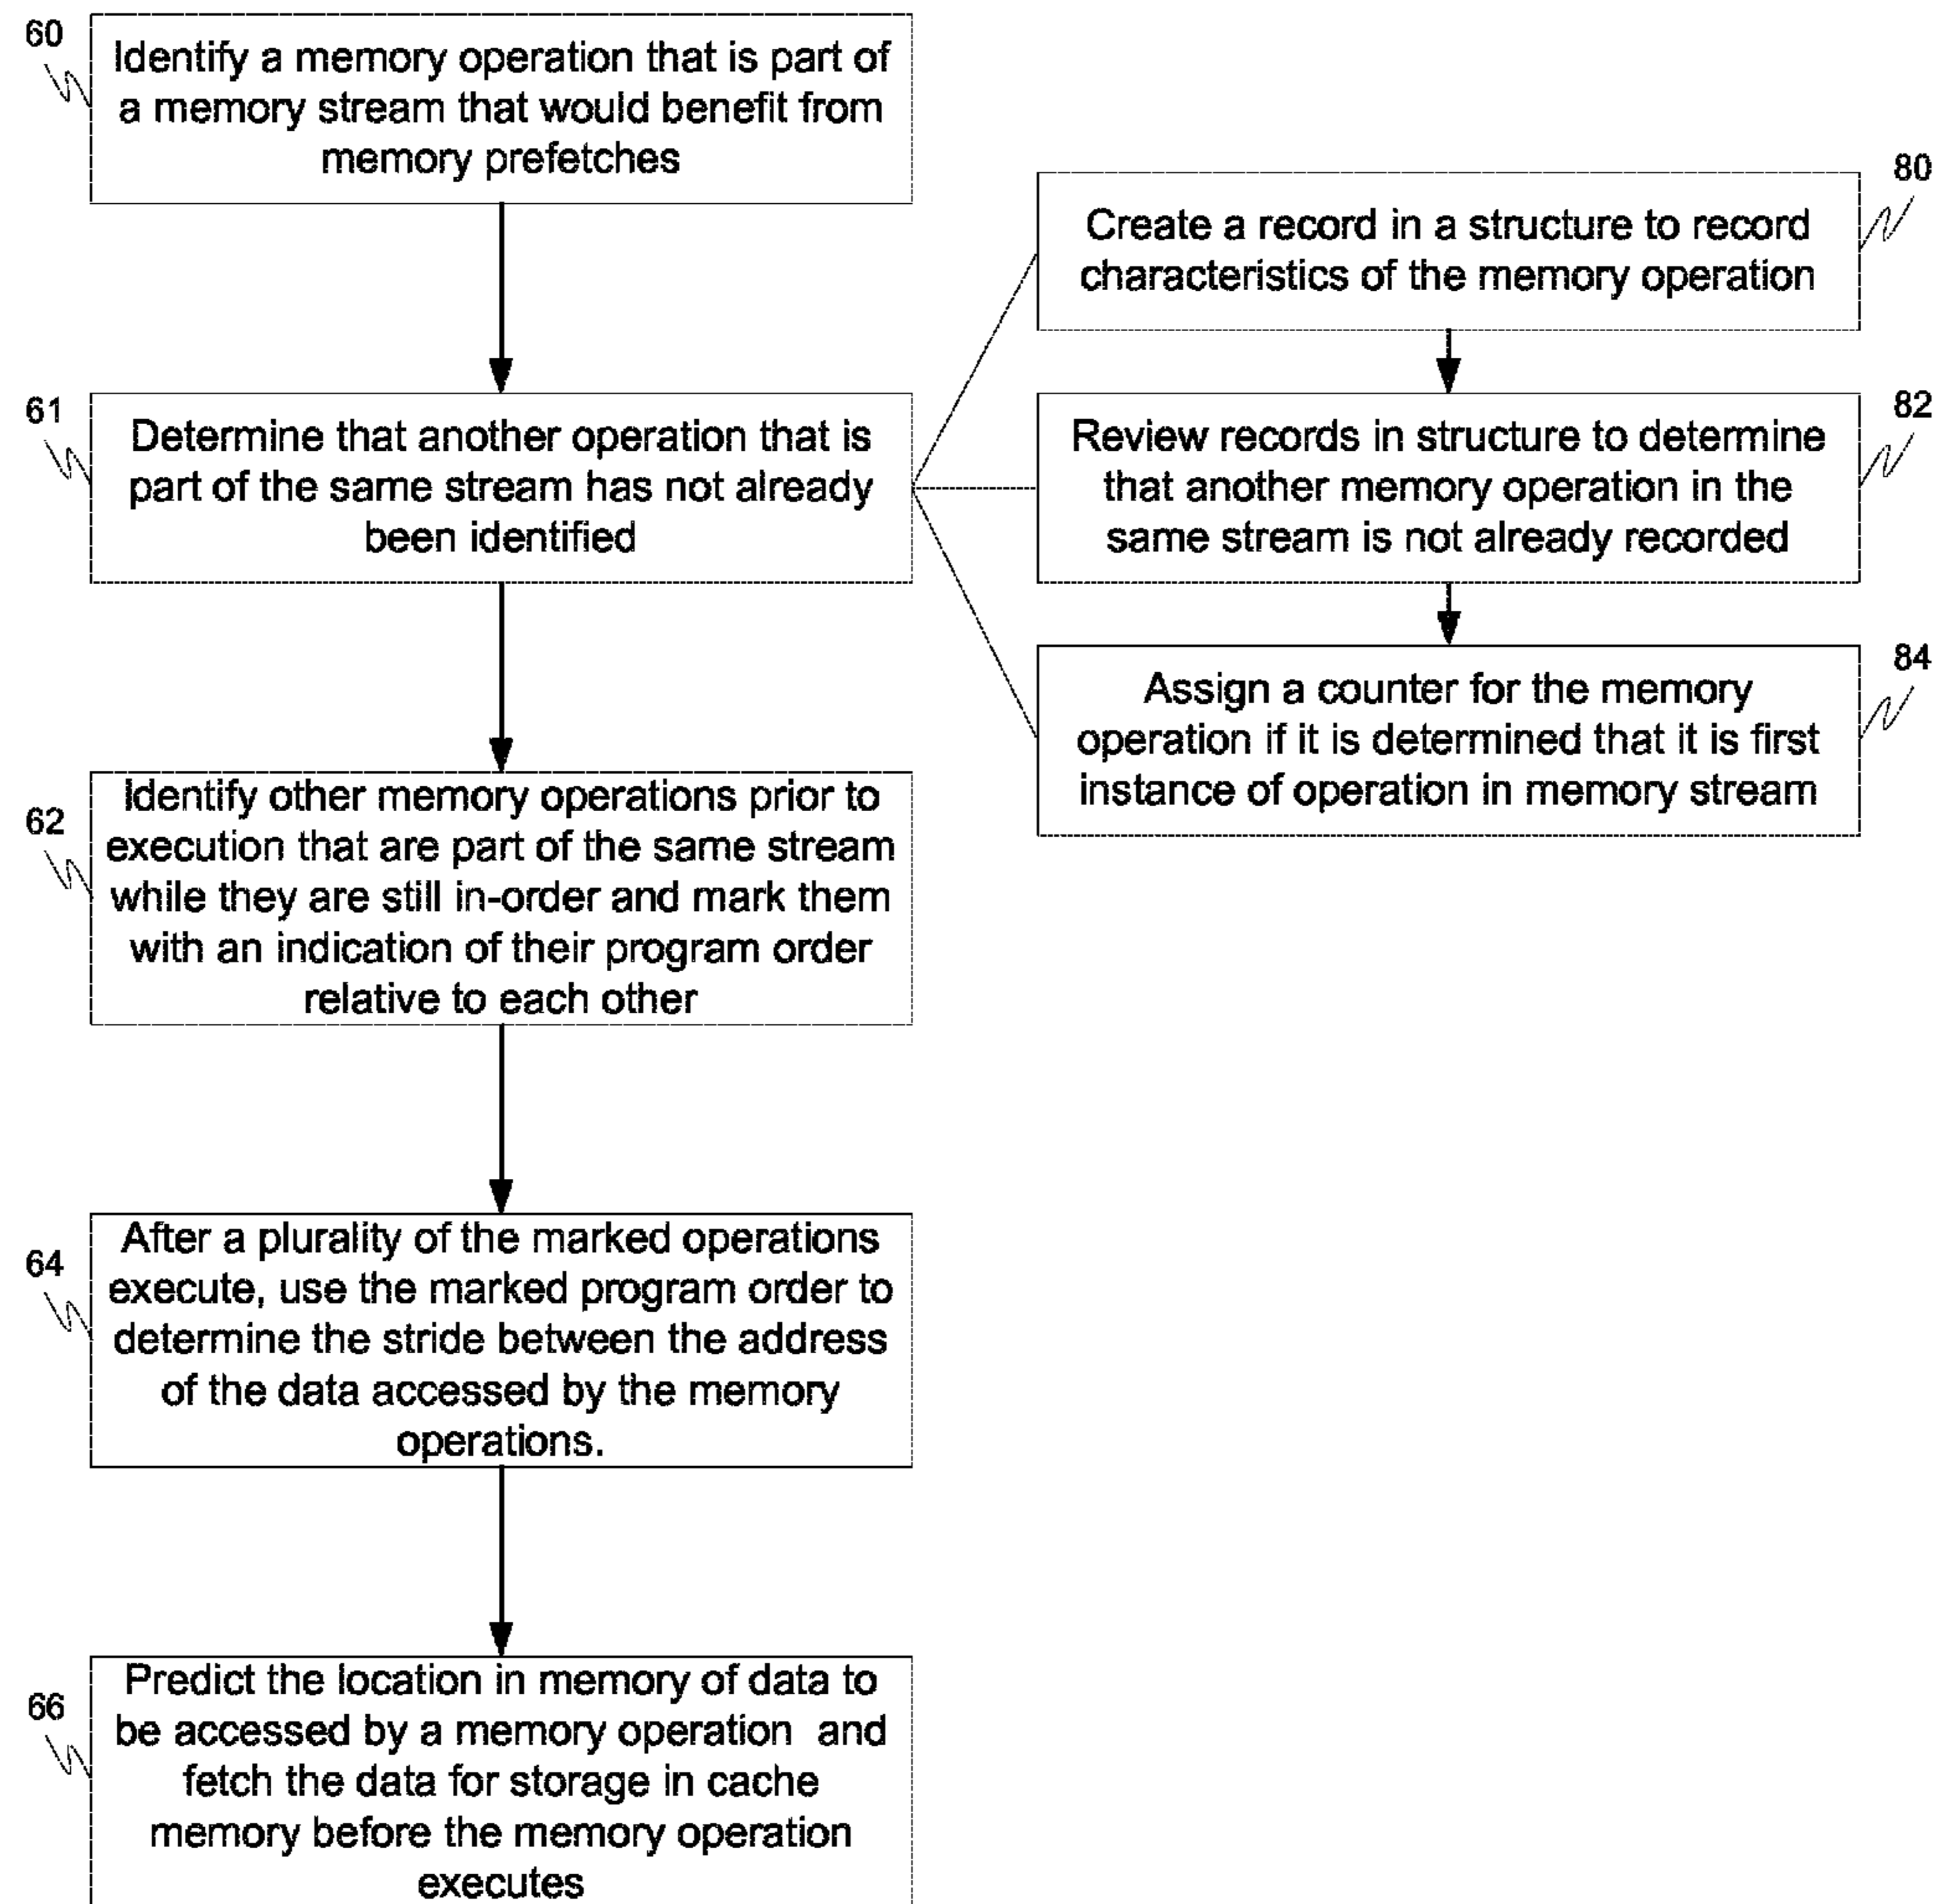 60
Identify a memory operation that is part of
a memory stream that would benefit from
memory prefetches
61
Determine that another operation that is
part of the same stream has not already
been identified
80
Create a record in a structure to record
characteristics of the memory operation
82
Review records in structure to determine
that another memory operation in the
same stream is not already recorded
84
Assign a counter for the memory
operation if it is determined that it is first
instance of operation in memory stream
62
Identify other memory operations prior to
execution that are part of the same stream
while they are still in-order and mark them
with an indication of their program order
relative to each other
64
After a plurality of the marked operations
execute, use the marked program order to
determine the stride between the address
of the data accessed by the memory
operations.
66
Predict the location in memory of data to
be accessed by a memory operation and
fetch the data for storage in cache
memory before the memory operation
executes